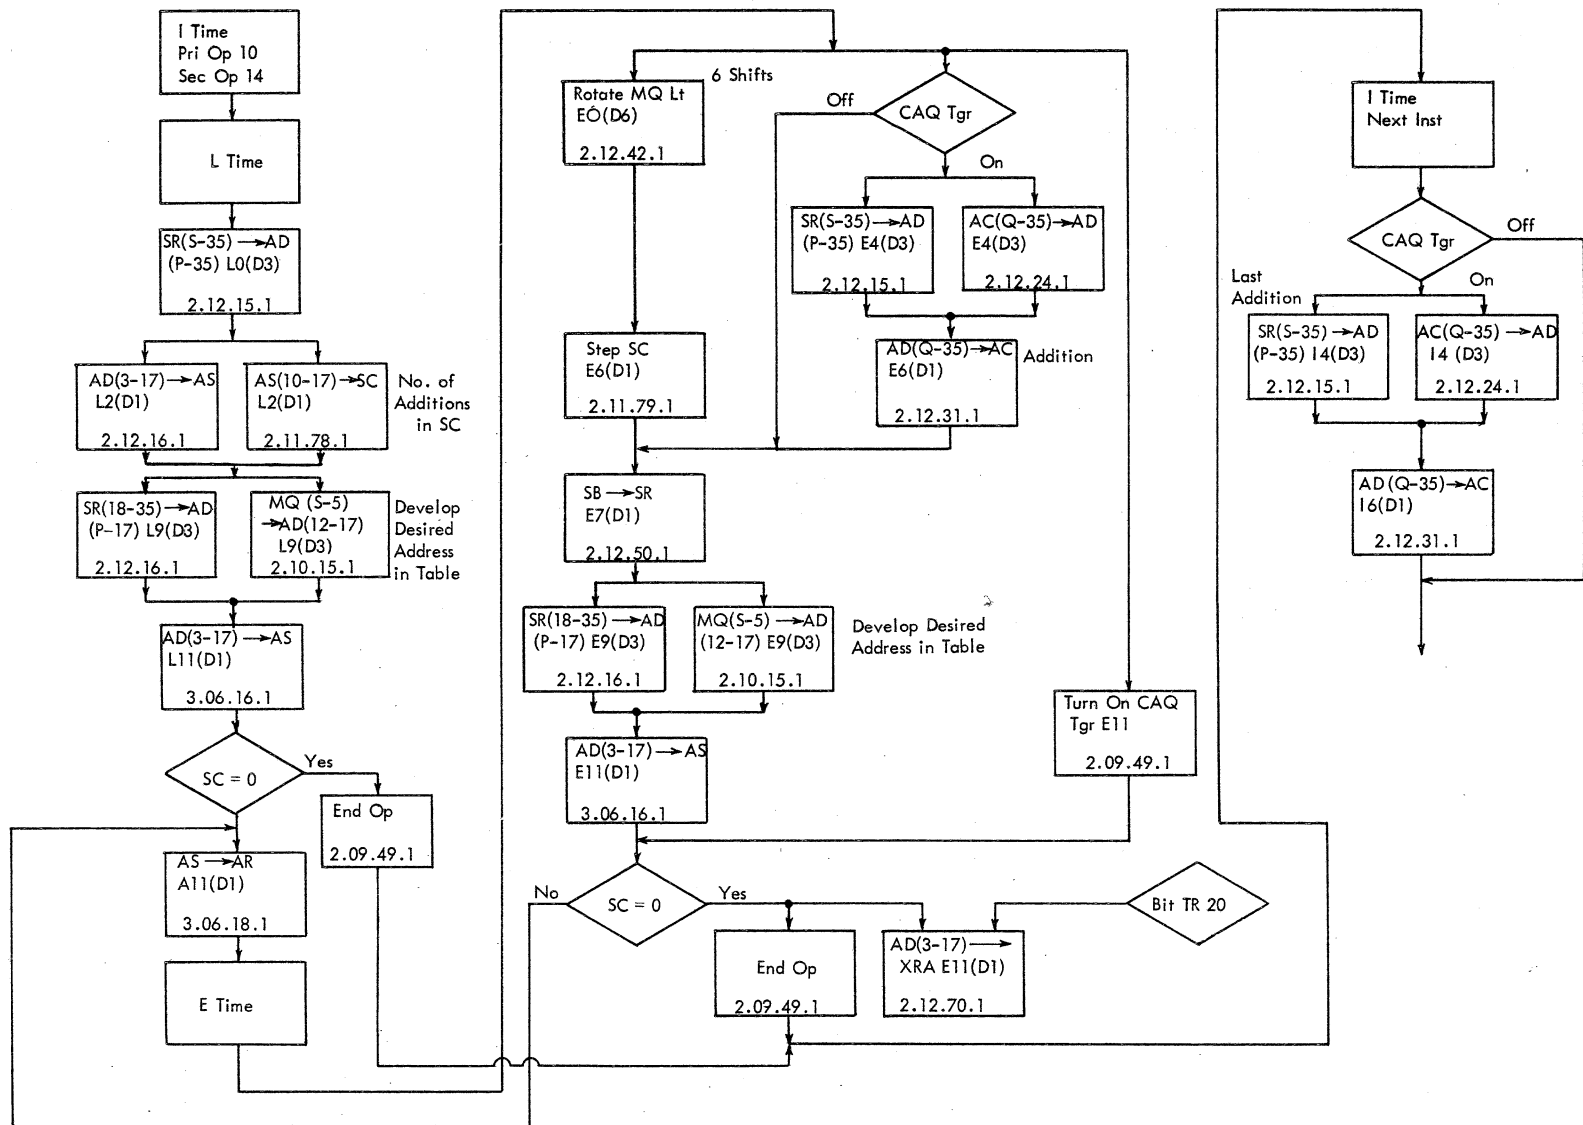 I Time
Pri Op 10
Sec Op 14
L Time
SR(S-35) → AD
(P-35) L0(D3)
2.12.15.1
AD(3-17) → AS
L2(D1)
2.12.16.1
AS(10-17) → SC
L2(D1)
2.11.78.1
No. of
Additions
in SC
SR(18-35) → AD
(P-17) L9(D3)
2.12.16.1
MQ (S-5)
→ AD(12-17)
L9(D3)
2.10.15.1
Develop
Desired
Address
in Table
AD(3-17) → AS
L11(D1)
3.06.16.1
SC = 0
Yes
End Op
2.09.49.1
AS → AR
A11(D1)
3.06.18.1
E Time
6 Shifts
Rotate MQ Lt
E0(D6)
2.12.42.1
Off
CAQ Tgr
On
SR(S-35) → AD
(P-35) E4(D3)
2.12.15.1
AC(Q-35) → AD
E4(D3)
2.12.24.1
Step SC
E6(D1)
2.11.79.1
AD(Q-35) → AC
E6(D1)
2.12.31.1
Addition
SB → SR
E7(D1)
2.12.50.1
SR(18-35) → AD
(P-17) E9(D3)
2.12.16.1
MQ(S-5) → AD
(12-17) E9(D3)
2.10.15.1
Develop Desired
Address in Table
AD(3-17) → AS
E11(D1)
3.06.16.1
Turn On CAQ
Tgr E11
2.09.49.1
No
SC = 0
Yes
Bit TR 20
End Op
2.09.49.1
AD(3-17) →
XRA E11(D1)
2.12.70.1
I Time
Next Inst
CAQ Tgr
Off
On
Last
Addition
SR(S-35) → AD
(P-35) I4(D3)
2.12.15.1
AC(Q-35) → AD
I4 (D3)
2.12.24.1
AD(Q-35) → AC
I6(D1)
2.12.31.1